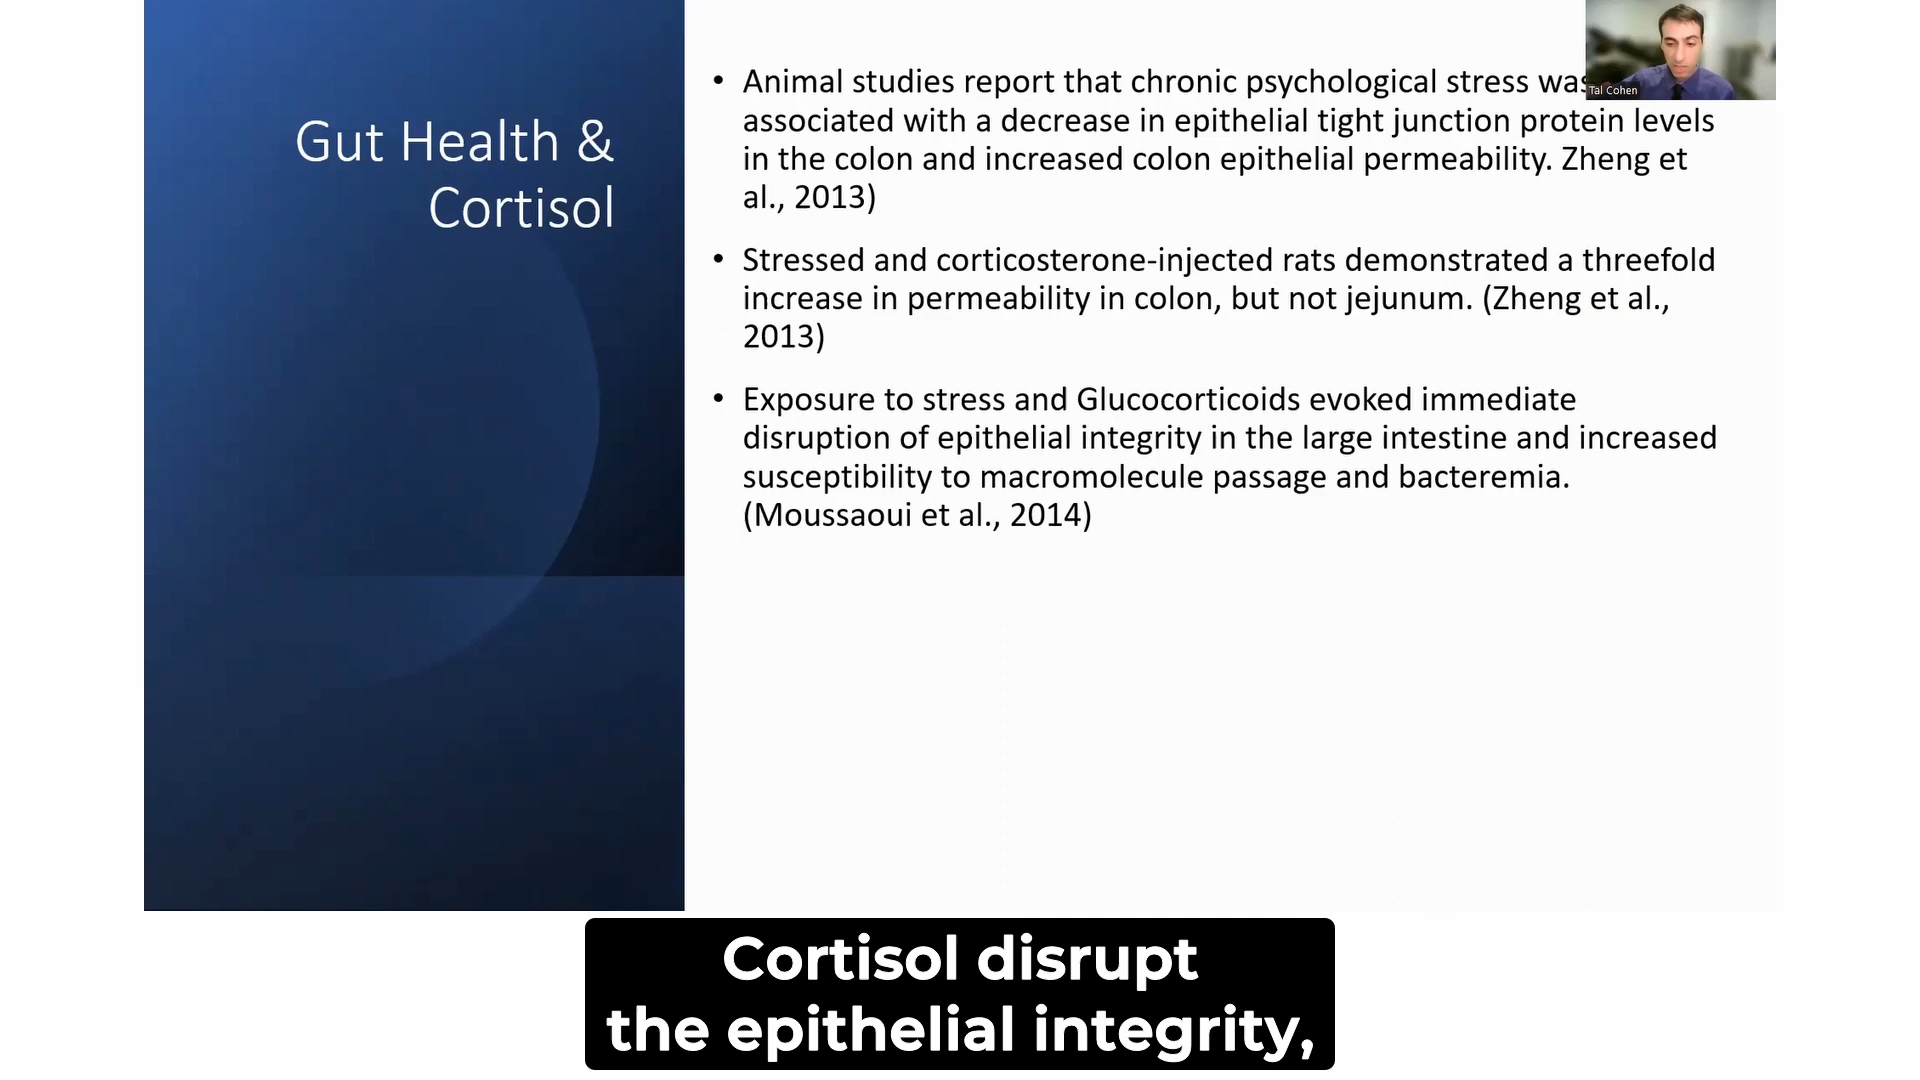 Gut Health &
Cortisol
• Animal studies report that chronic psychological stress was
associated with a decrease in epithelial tight junction protein levels
in the colon and increased colon epithelial permeability. Zheng et
al., 2013)
• Stressed and corticosterone-injected rats demonstrated a threefold
increase in permeability in colon, but not jejunum. (Zheng et al.,
2013)
• Exposure to stress and Glucocorticoids evoked immediate
disruption of epithelial integrity in the large intestine and increased
susceptibility to macromolecule passage and bacteremia.
(Moussaoui et al., 2014)
Tal Cohen
Cortisol disrupt
the epithelial integrity,